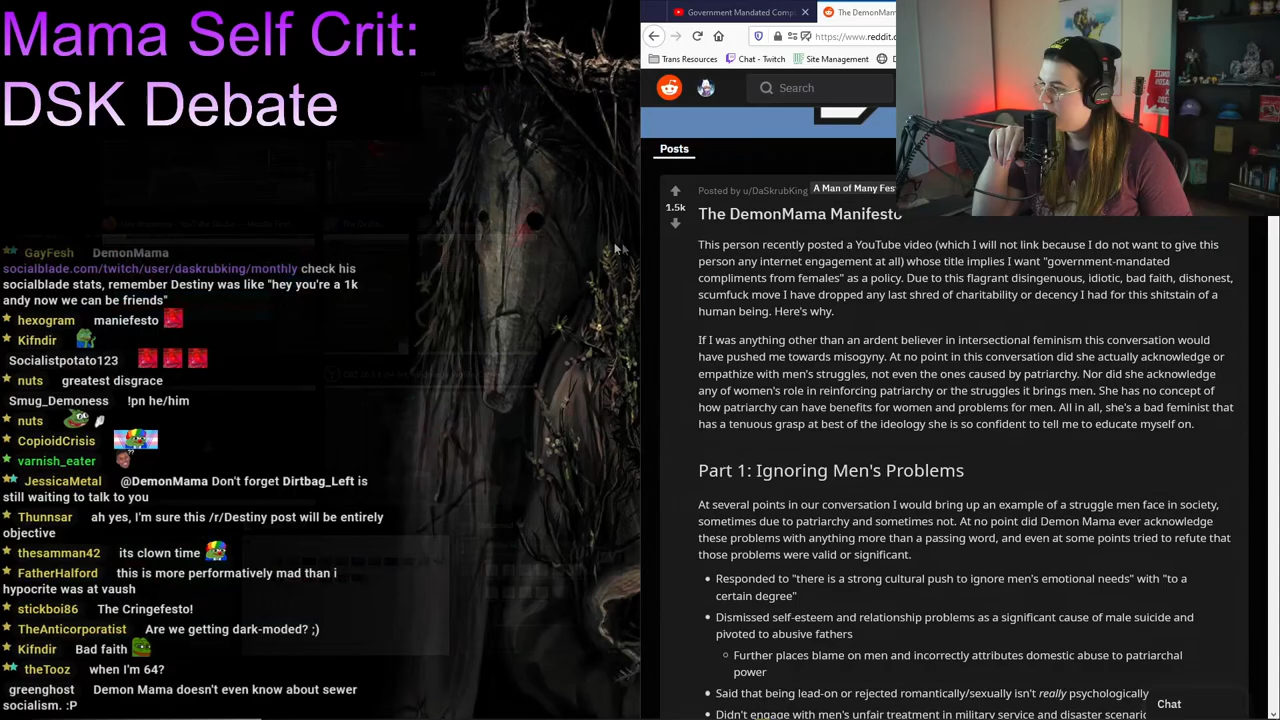 Mama Self Crit:
DSK Debate
GayFesh DemonMama
socialblade.com/twitch/user/daskrubking/monthly check his
socialblade stats, remember Destiny was like "hey you're a 1k
andy now we can be friends"
hexogram maniefesto
Kifndir
Socialistpotato123
nuts greatest disgrace
Smug_Demoness !pn he/him
nuts
CopioidCrisis
varnish_eater
JessicaMetal @DemonMama Don't forget Dirtbag_Left is
still waiting to talk to you
Thunnsar ah yes, I'm sure this /r/Destiny post will be entirely
objective
thesamman42 its clown time
FatherHalford this is more performatively mad than i
hypocrite was at vaush
stickboi86 The Cringefesto!
TheAnticorporatist Are we getting dark-moded? ;)
Kifndir Bad faith
theTooz when I'm 64?
greenghost Demon Mama doesn't even know about sewer
socialism. :P
Government Mandated Comp
The DemonMam
https://www.reddit.c
Trans Resources
Chat - Twitch
Site Management
Search
Posts
1.5k
Posted by u/DaSkrubKing A Man of Many Fes
The DemonMama Manifesto
This person recently posted a YouTube video (which I will not link because I do not want to give this
person any internet engagement at all) whose title implies I want "government-mandated
compliments from females" as a policy. Due to this flagrant disingenuous, idiotic, bad faith, dishonest,
scumfuck move I have dropped any last shred of charitability or decency I had for this shitstain of a
human being. Here's why.
If I was anything other than an ardent believer in intersectional feminism this conversation would
have pushed me towards misogyny. At no point in this conversation did she actually acknowledge or
empathize with men's struggles, not even the ones caused by patriarchy. Nor did she acknowledge
any of women's role in reinforcing patriarchy or the struggles it brings men. She has no concept of
how patriarchy can have benefits for women and problems for men. All in all, she's a bad feminist that
has a tenuous grasp at best of the ideology she is so confident to tell me to educate myself on.
Part 1: Ignoring Men's Problems
At several points in our conversation I would bring up an example of a struggle men face in society,
sometimes due to patriarchy and sometimes not. At no point did Demon Mama ever acknowledge
these problems with anything more than a passing word, and even at some points tried to refute that
those problems were valid or significant.
• Responded to "there is a strong cultural push to ignore men's emotional needs" with "to a
certain degree"
• Dismissed self-esteem and relationship problems as a significant cause of male suicide and
pivoted to abusive fathers
Further places blame on men and incorrectly attributes domestic abuse to patriarchal
power
• Said that being lead-on or rejected romantically/sexually isn't really psychologically
• Didn't engage with men's unfair treatment in military service and disaster scenario
Chat